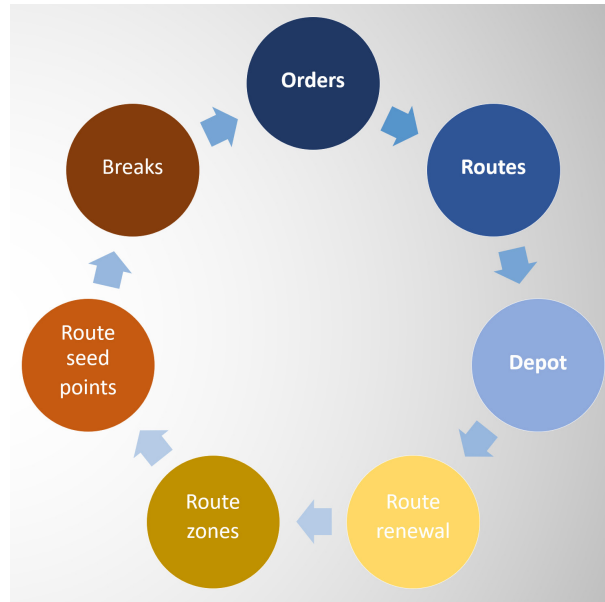 Orders
Routes
Depot
Route
renewal
Route
zones
Route
seed
points
Breaks